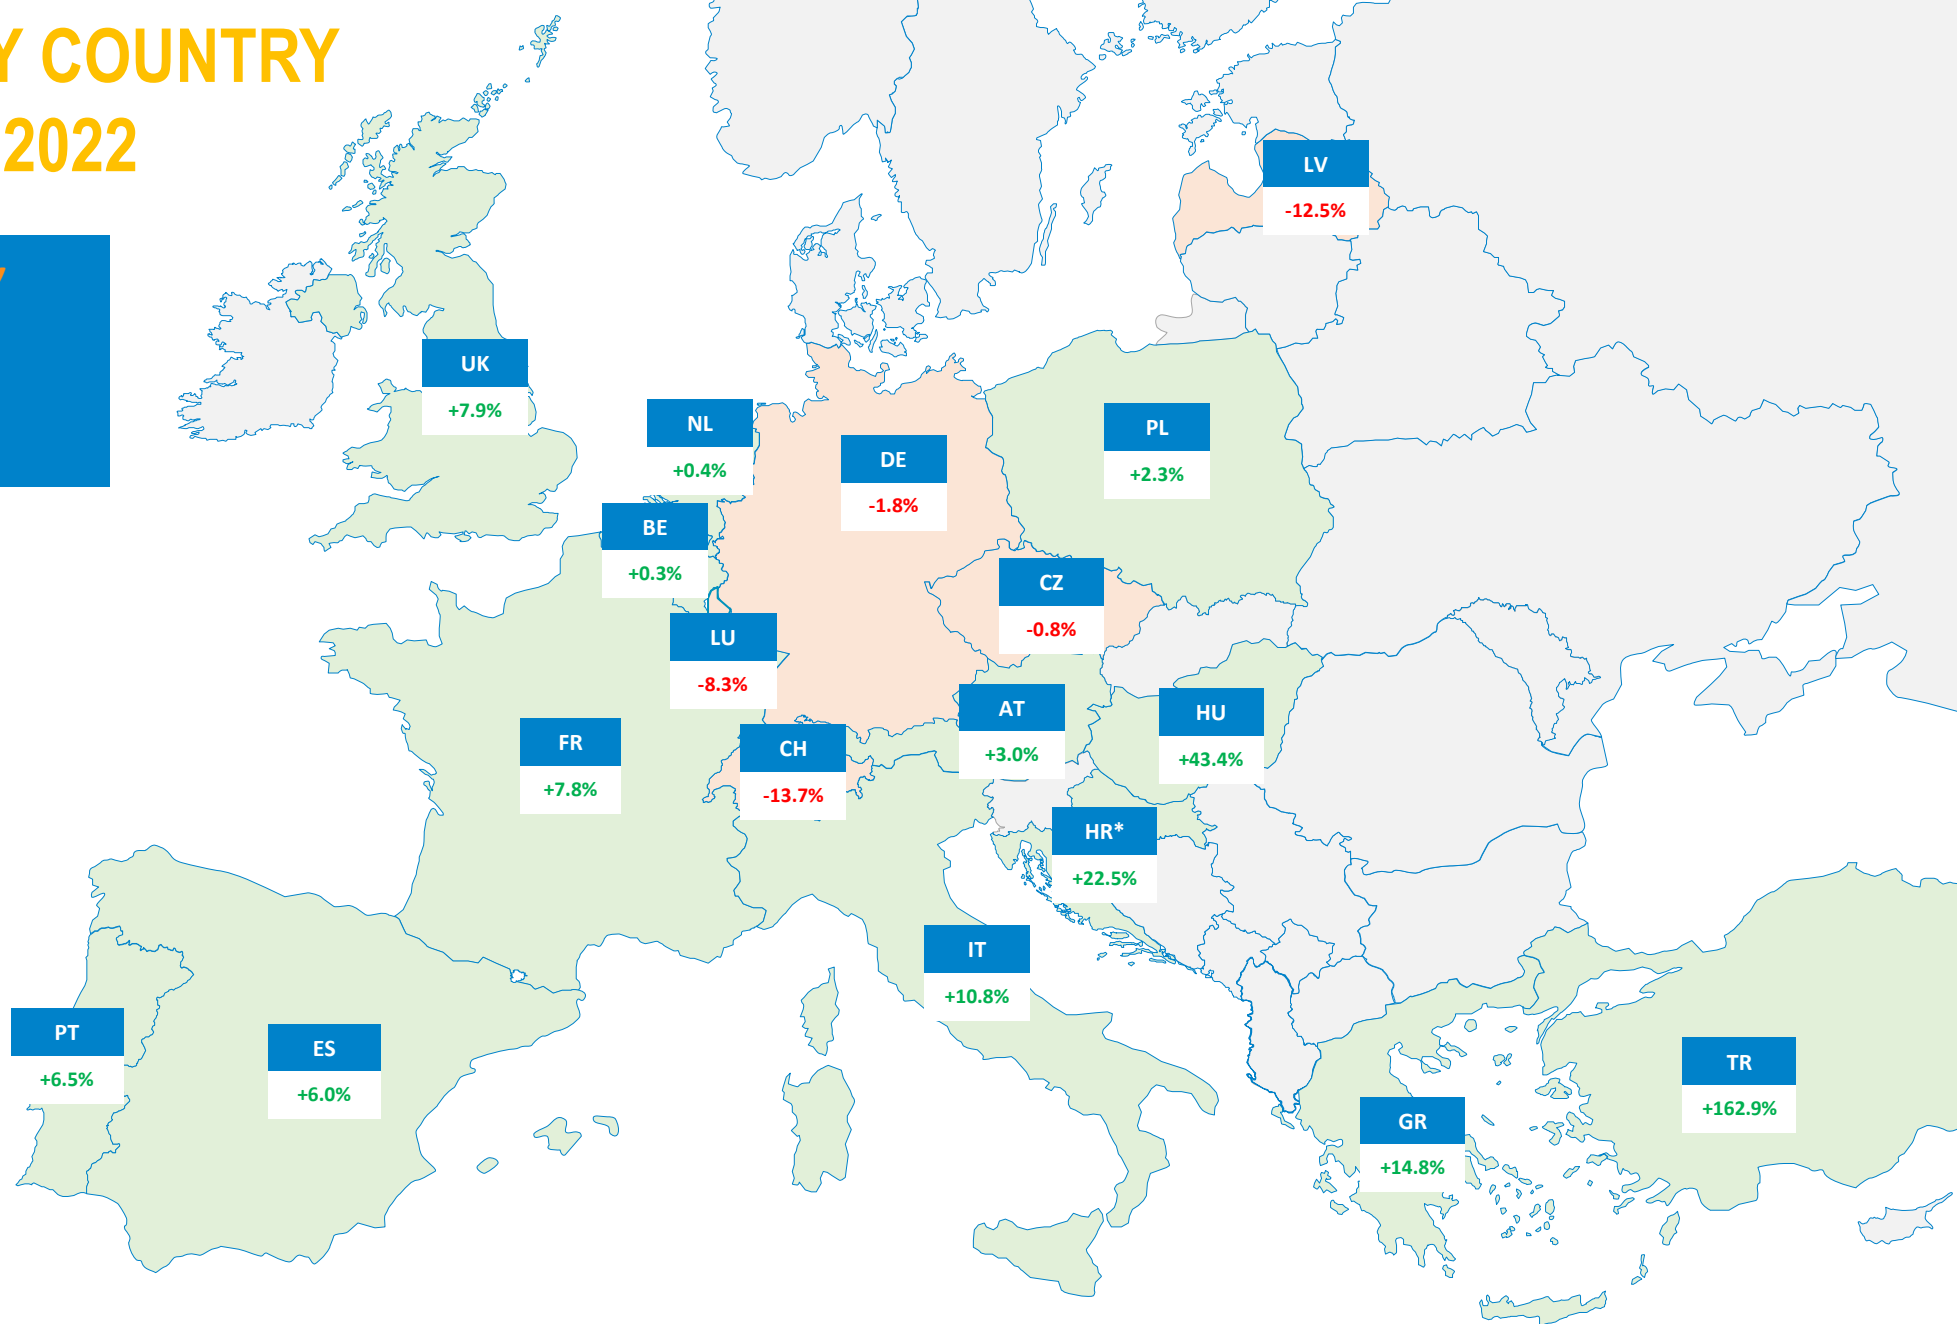 Y COUNTRY
2022
LV
-12.5%
UK
+7.9%
NL
+0.4%
PL
+2.3%
DE
-1.8%
BE
+0.3%
CZ
-0.8%
LU
-8.3%
AT
+3.0%
HU
+43.4%
FR
+7.8%
CH
-13.7%
HR*
+22.5%
IT
+10.8%
PT
+6.5%
ES
+6.0%
TR
+162.9%
GR
+14.8%